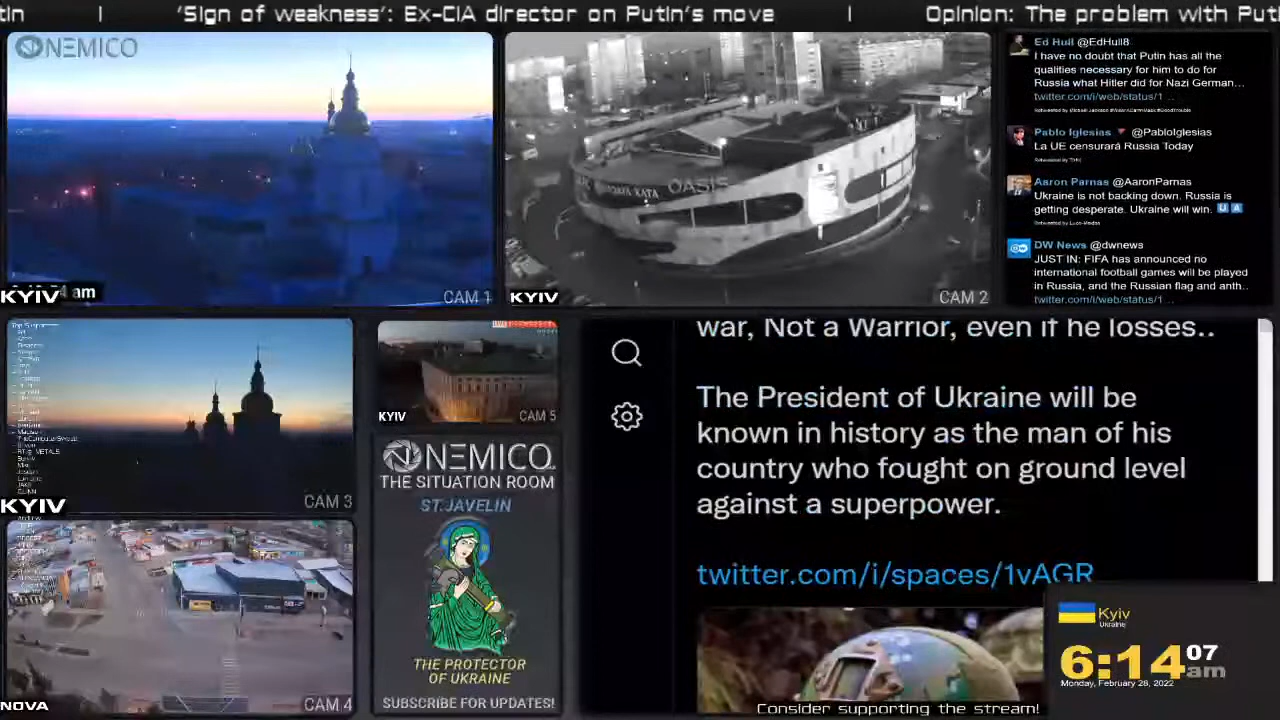 tin | 'Sign of weakness': Ex-CIA director on Putin's move | Opinion: The problem with Puti
ONEMICO
am
KYIV
CAM 1
OASIS
KYIV
CAM 2
Ed Hull @EdHull8
I have no doubt that Putin has all the
qualities necessary for him to do for
Russia what Hitler did for Nazi German...
twitter.com/i/web/status/1 ...
Pablo Iglesias @PabloIglesias
La UE censurará Russia Today
Aaron Parnas @AaronParnas
Ukraine is not backing down. Russia is
getting desperate. Ukraine will win. U A
DW News @dwnews
JUST IN: FIFA has announced no
international football games will be played
in Russia, and the Russian flag and anth..
twitter.com/i/web/status/1 ...
KYIV
CAM 3
KYIV
CAM 5
NOVA
CAM 4
ONEMICO
THE SITUATION ROOM
ST.JAVELIN
THE PROTECTOR
OF UKRAINE
SUBSCRIBE FOR UPDATES!
war, Not a Warrior, even if he losses..
The President of Ukraine will be
known in history as the man of his
country who fought on ground level
against a superpower.
twitter.com/i/spaces/1vAGR
Consider supporting the stream!
Kyiv
Ukraine
6:14 07 am
Monday, February 28, 2022